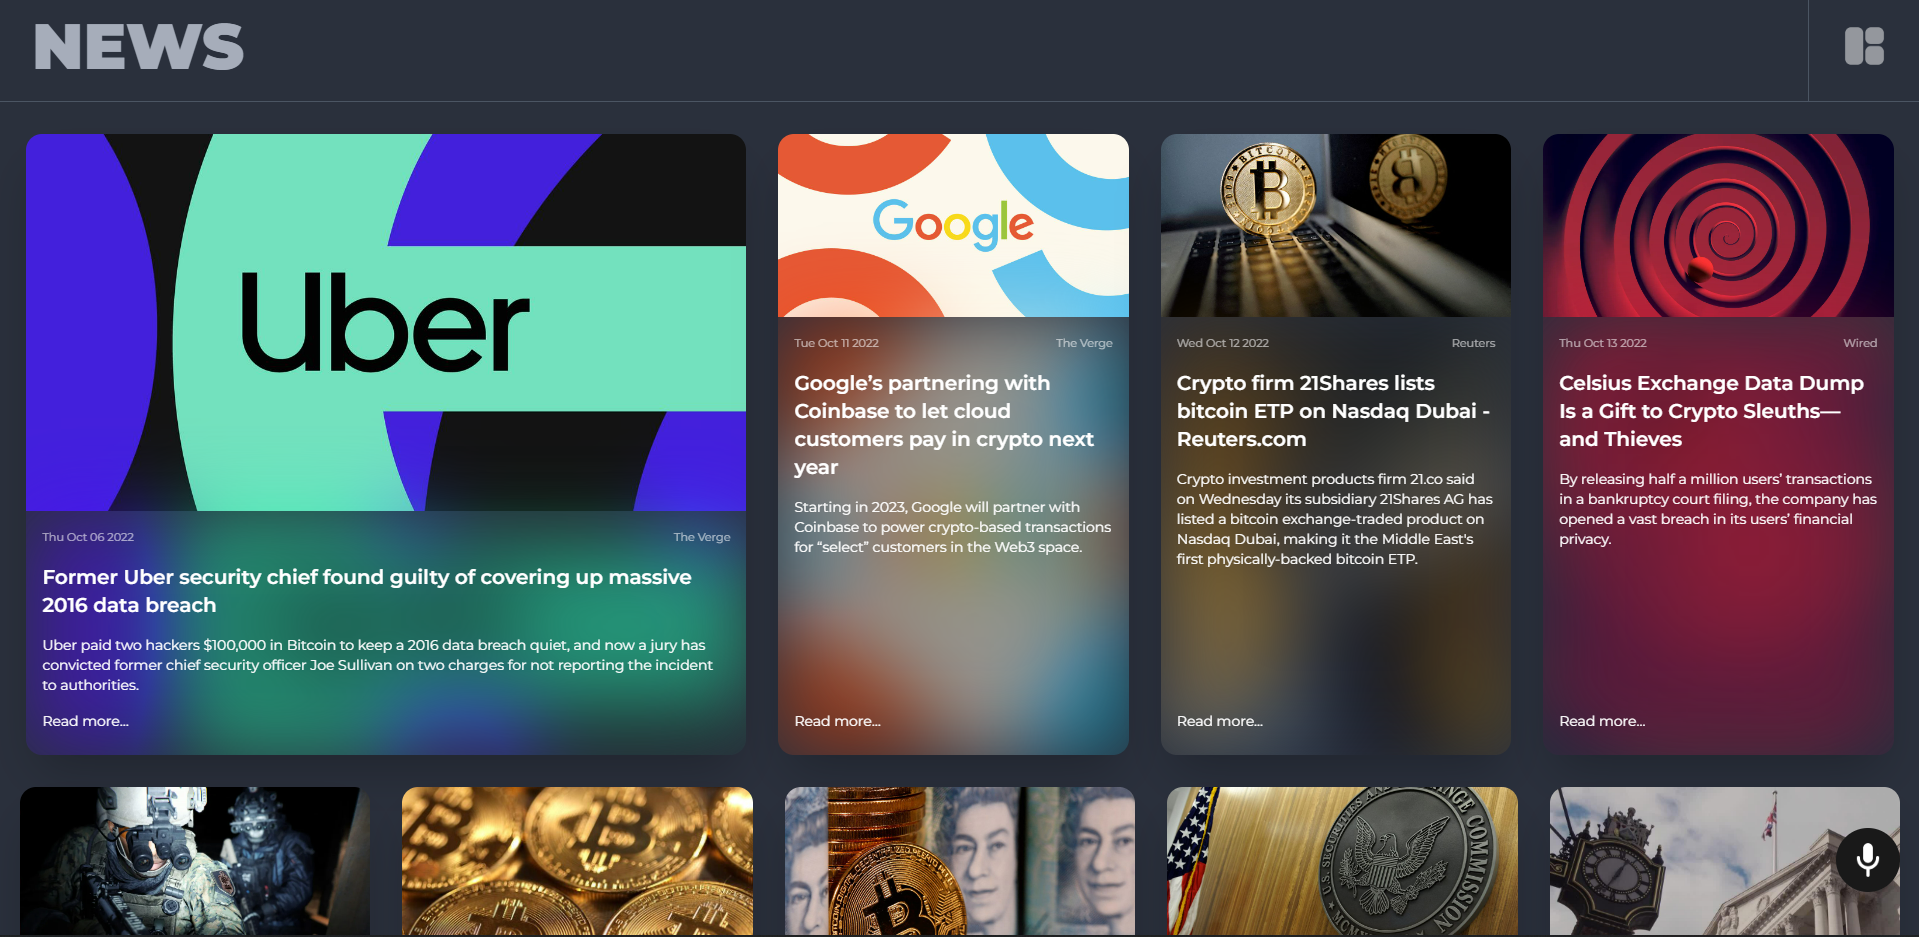 NEWS
Uber
Thu Oct 06 2022
The Verge
Former Uber security chief found guilty of covering up massive
2016 data breach
Uber paid two hackers $100,000 in Bitcoin to keep a 2016 data breach quiet, and now a jury has
convicted former chief security officer Joe Sullivan on two charges for not reporting the incident
to authorities.
Read more...
Google
Tue Oct 11 2022
The Verge
Google’s partnering with
Coinbase to let cloud
customers pay in crypto next
year
Starting in 2023, Google will partner with
Coinbase to power crypto-based transactions
for “select” customers in the Web3 space.
Read more...
BITCOIN
Wed Oct 12 2022
Reuters
Crypto firm 21Shares lists
bitcoin ETP on Nasdaq Dubai -
Reuters.com
Crypto investment products firm 21.co said
on Wednesday its subsidiary 21Shares AG has
listed a bitcoin exchange-traded product on
Nasdaq Dubai, making it the Middle East's
first physically-backed bitcoin ETP.
Read more...
Thu Oct 13 2022
Wired
Celsius Exchange Data Dump
Is a Gift to Crypto Sleuths—
and Thieves
By releasing half a million users’ transactions
in a bankruptcy court filing, the company has
opened a vast breach in its users’ financial
privacy.
Read more...
U.S. SECURITIES AND EXCHANGE COMMISSION